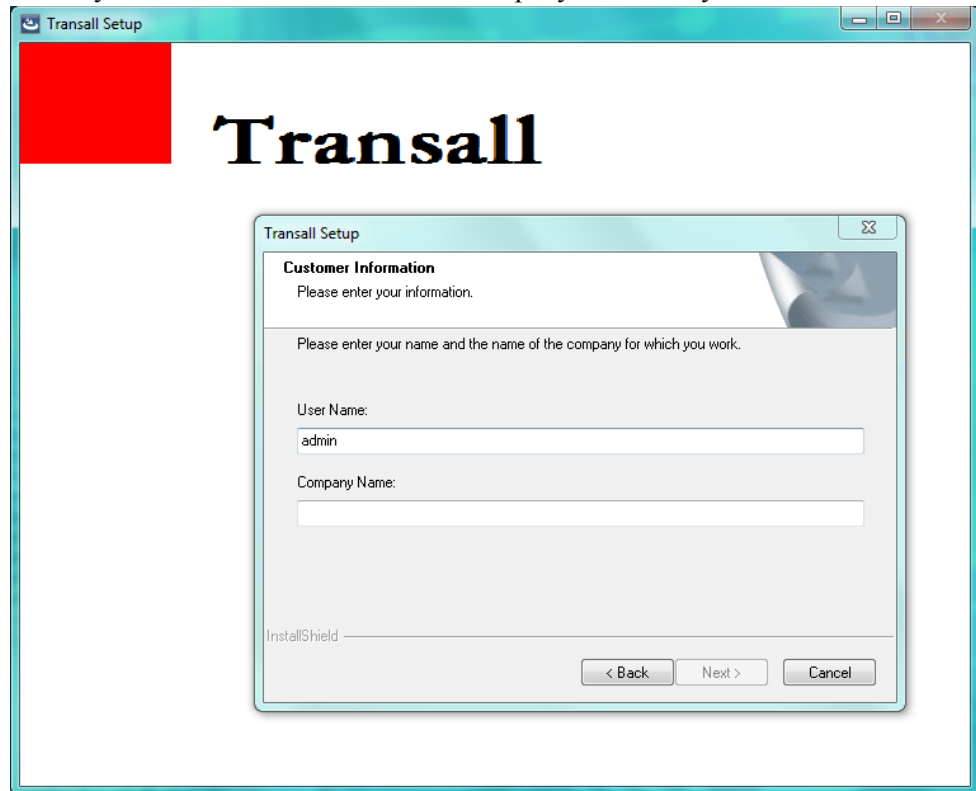 Transall Setup
Transall
Transall Setup
Customer Information
Please enter your information.
Please enter your name and the name of the company for which you work.
User Name:
admin
Company Name:
InstallShield
< Back Next > Cancel